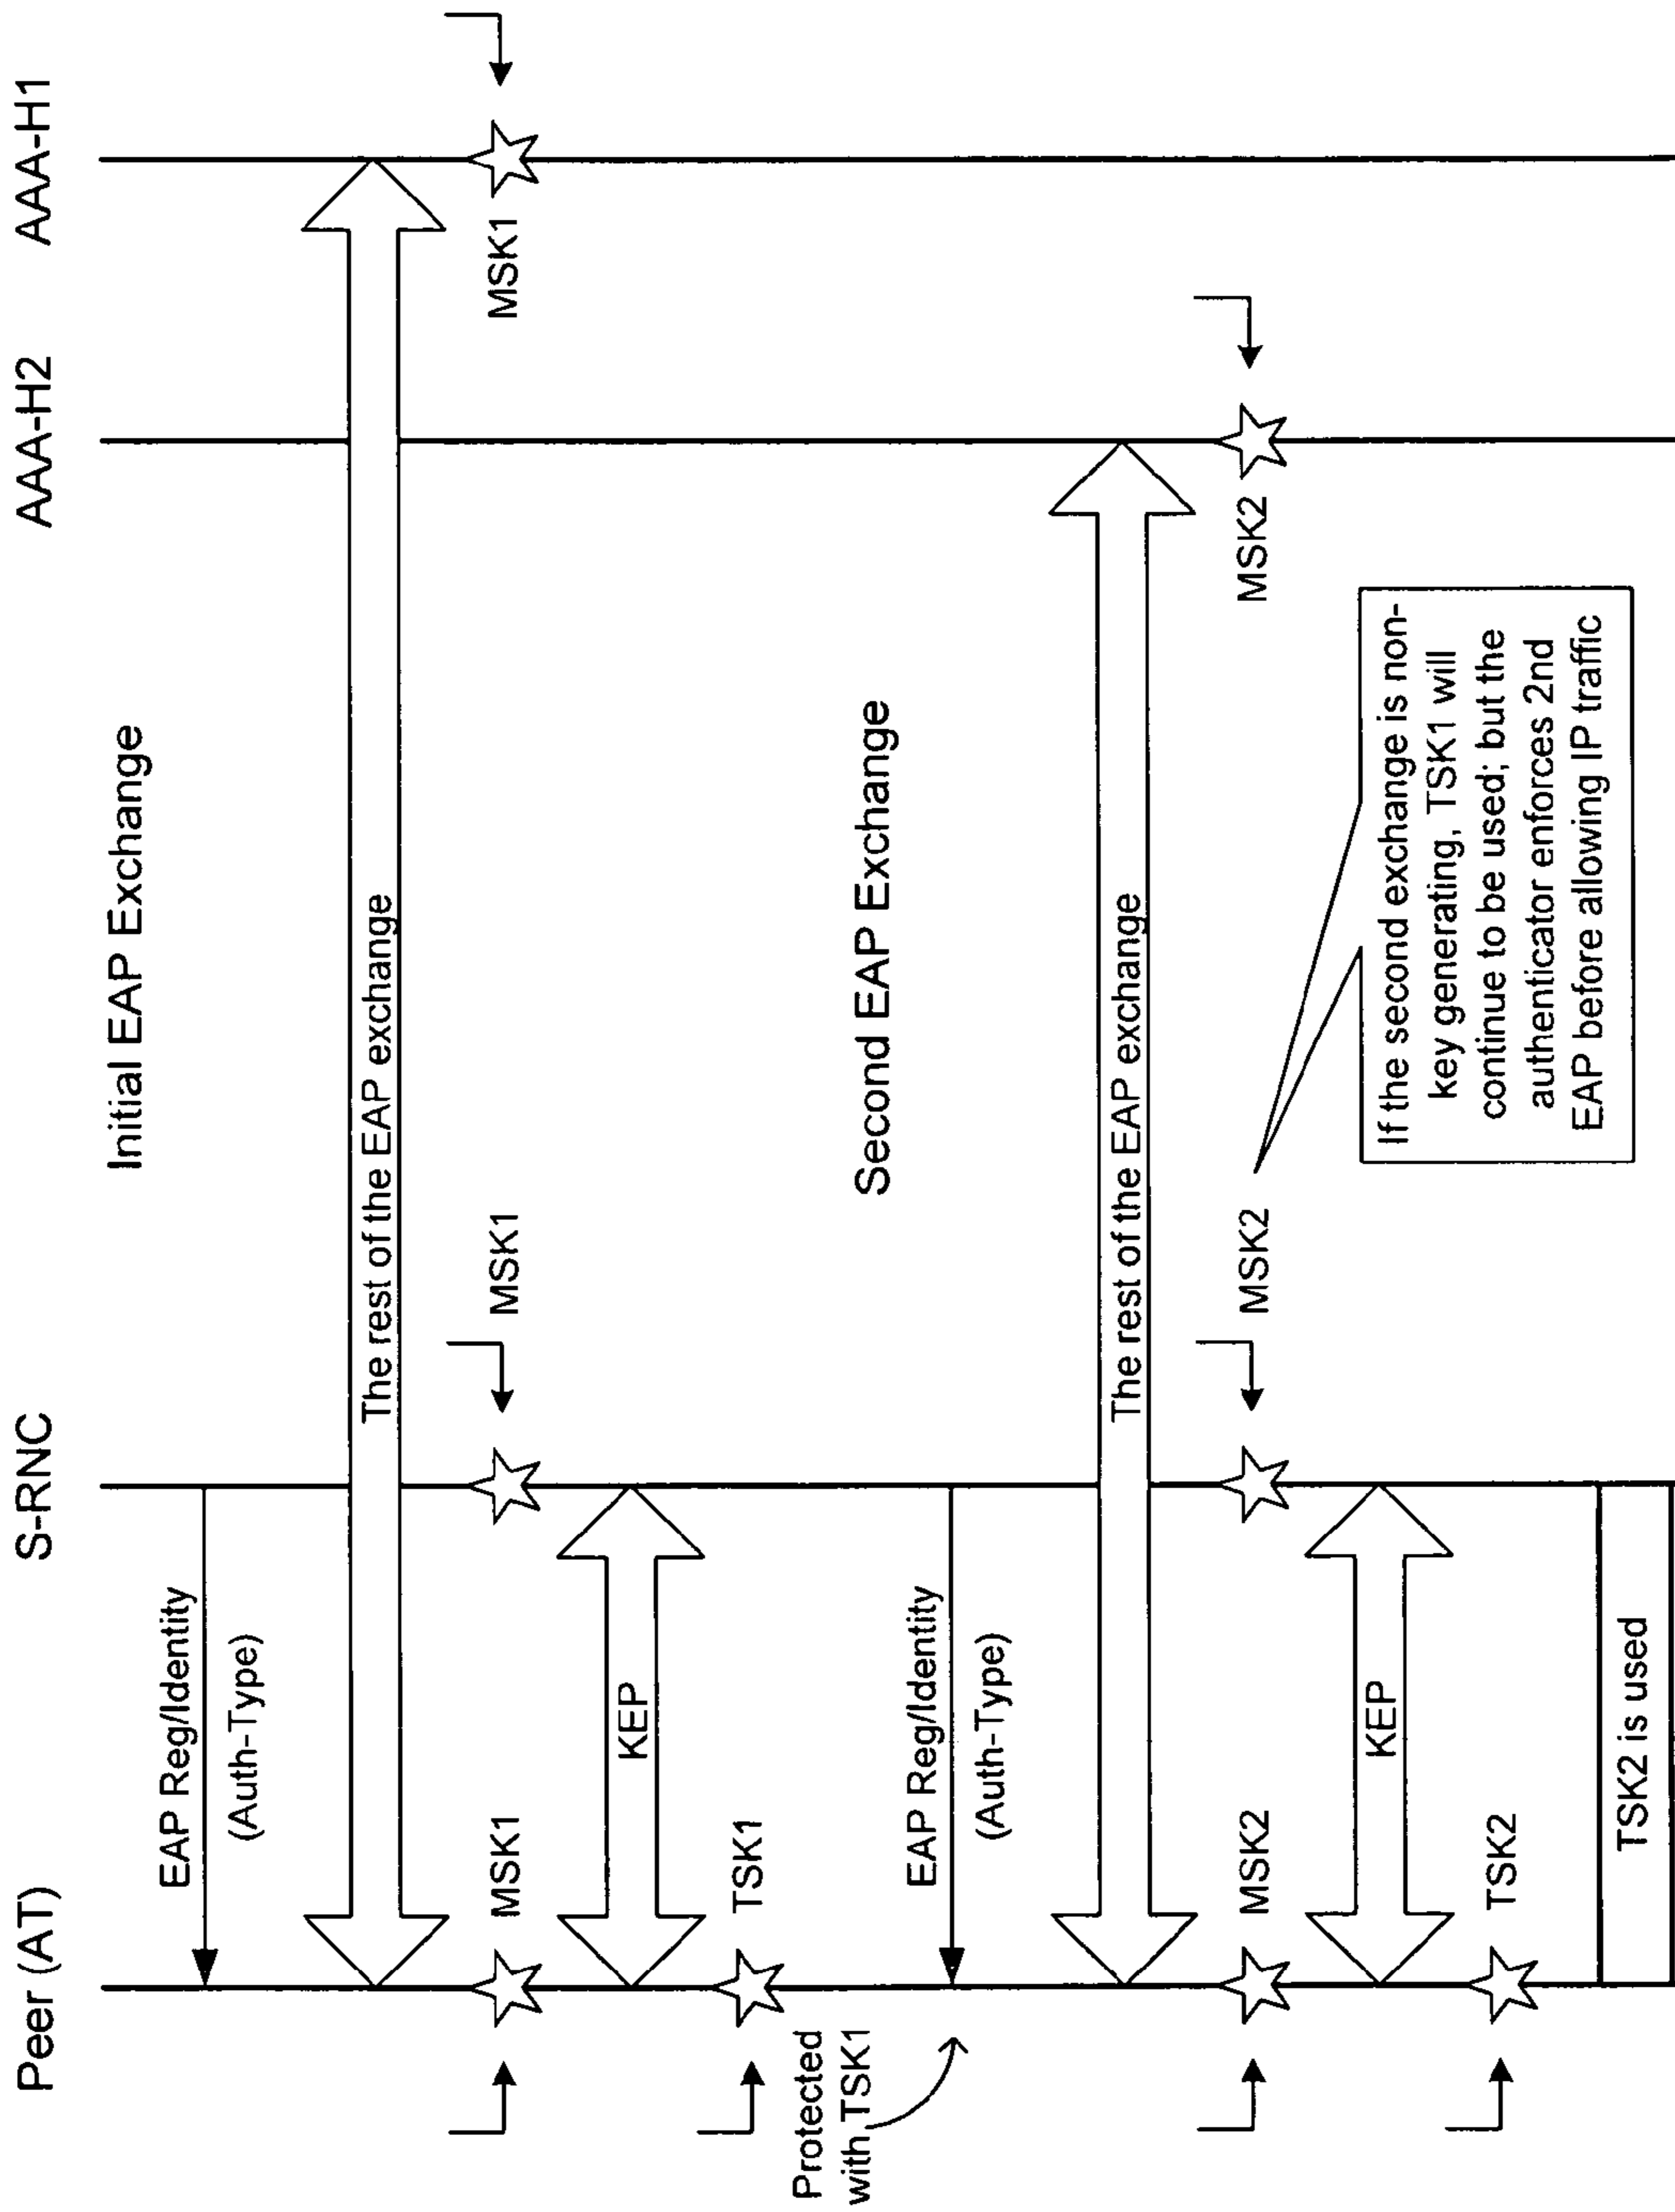 Peer (AT)
S-RNC
AAA-H2
AAA-H1
Initial EAP Exchange
EAP Reg/Identity
(Auth-Type)
The rest of the EAP exchange
MSK1
MSK1
MSK1
KEP
TSK1
Protected
with TSK1
Second EAP Exchange
EAP Reg/Identity
(Auth-Type)
The rest of the EAP exchange
MSK2
MSK2
MSK2
If the second exchange is non-
key generating, TSK1 will
continue to be used; but the
authenticator enforces 2nd
EAP before allowing IP traffic
KEP
TSK2
TSK2 is used